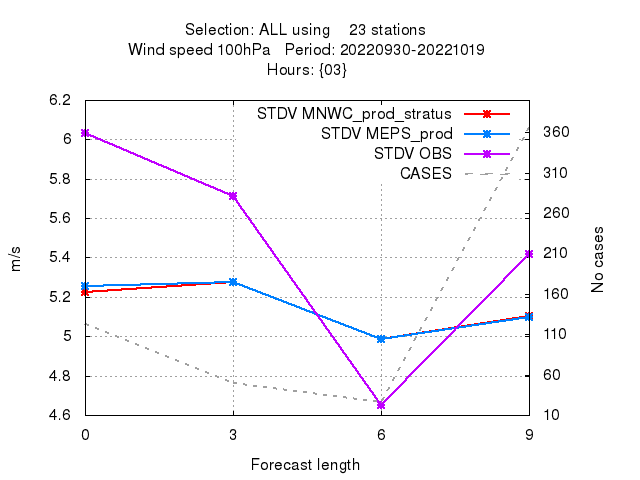 Selection: ALL using    23 stations
Wind speed 100hPa   Period: 20220930-20221019
Hours: {03}
STDV MNWC_prod_stratus
STDV MEPS_prod
STDV OBS
CASES
6.2
6
5.8
5.6
5.4
5.2
5
4.8
4.6
360
310
260
210
160
110
60
10
m/s
No cases
0 3 6 9
Forecast length